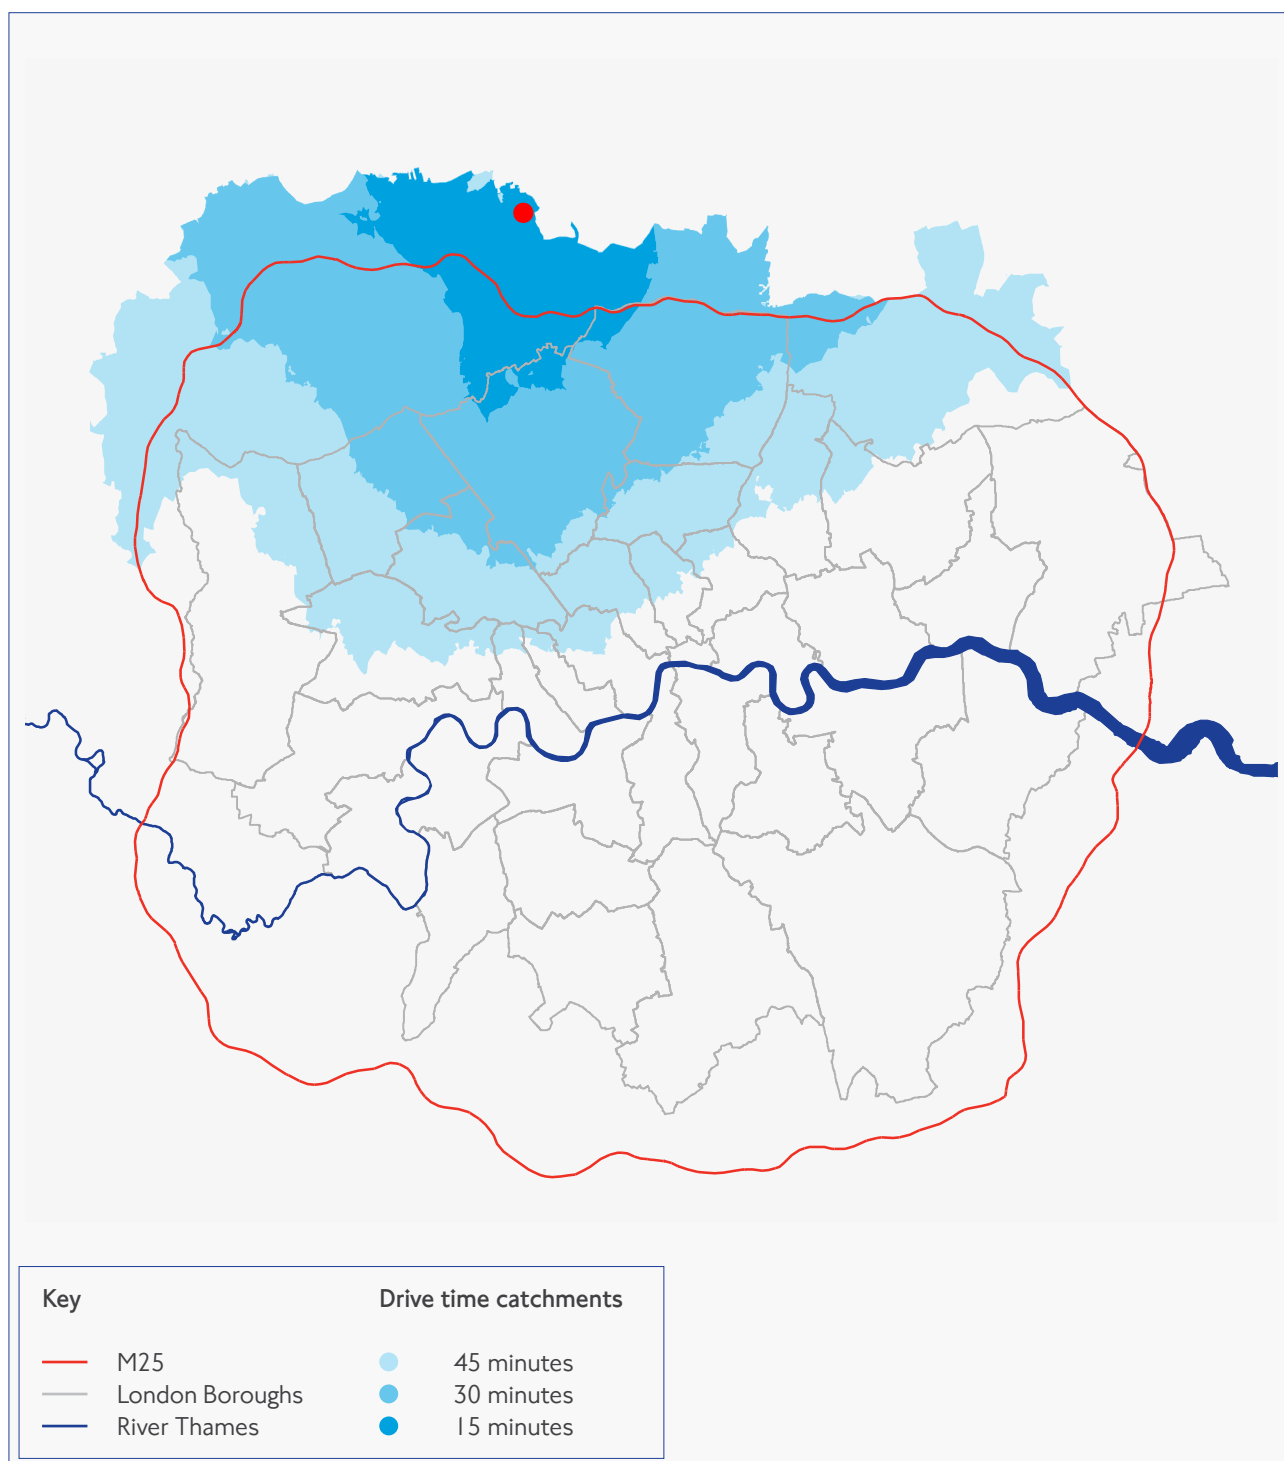 Key
M25
London Boroughs
River Thames
Drive time catchments
45 minutes
30 minutes
15 minutes